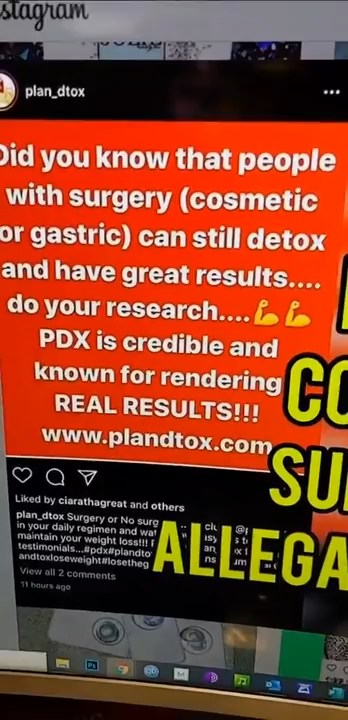 nstagram
plan_dtox
Did you know that people
with surgery (cosmetic
or gastric) can still detox
and have great results....
do your research....💪💪
PDX is credible and
known for rendering
REAL RESULTS!!!
www.plandtox.com
Liked by ciarathagreat and others
plan_dtox Surgery or No surg
in your daily regimen and wat
maintain your weight loss!!!
testimonials...#pdx#plandto
andtoxloseweight#losetheg
View all 2 comments
11 hours ago
CO
SU
ALLEGA